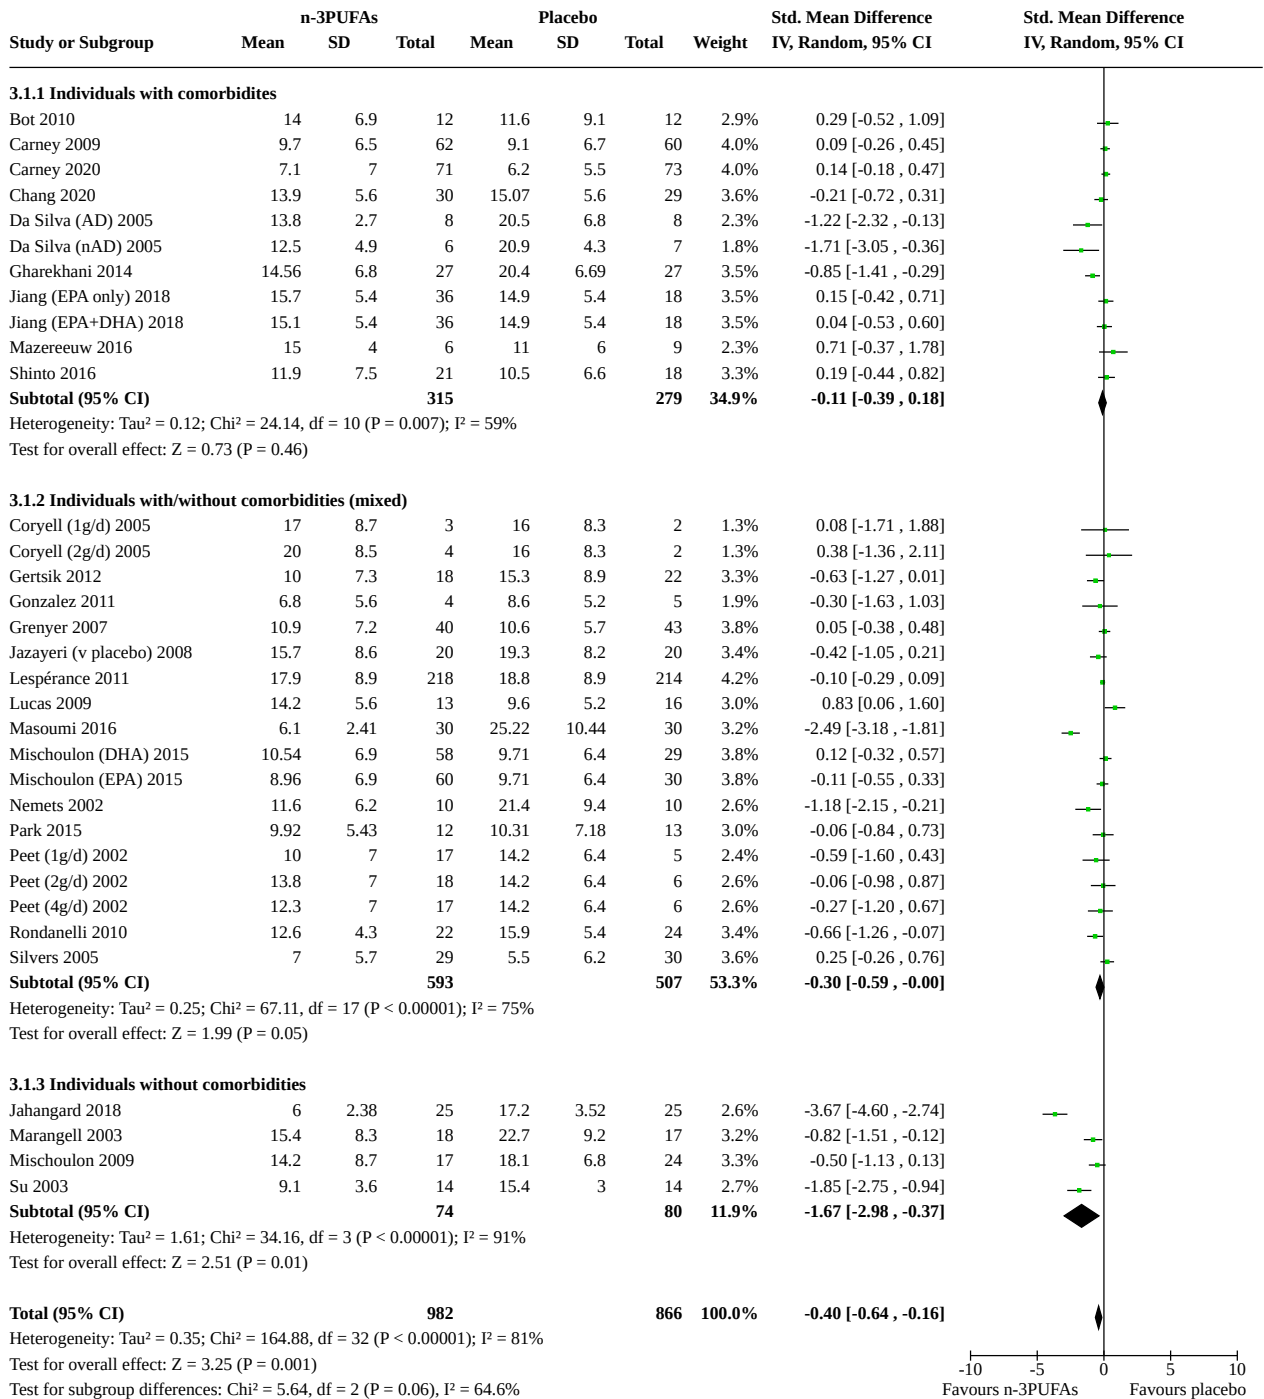 n-3PUFAs Placebo Std. Mean Difference Std. Mean Difference
Study or Subgroup Mean SD Total Mean SD Total Weight IV, Random, 95% CI IV, Random, 95% CI
3.1.1 Individuals with comorbidites
Bot 2010 14 6.9 12 11.6 9.1 12 2.9% 0.29 [-0.52 , 1.09]
Carney 2009 9.7 6.5 62 9.1 6.7 60 4.0% 0.09 [-0.26 , 0.45]
Carney 2020 7.1 7 71 6.2 5.5 73 4.0% 0.14 [-0.18 , 0.47]
Chang 2020 13.9 5.6 30 15.07 5.6 29 3.6% -0.21 [-0.72 , 0.31]
Da Silva (AD) 2005 13.8 2.7 8 20.5 6.8 8 2.3% -1.22 [-2.32 , -0.13]
Da Silva (nAD) 2005 12.5 4.9 6 20.9 4.3 7 1.8% -1.71 [-3.05 , -0.36]
Gharekhani 2014 14.56 6.8 27 20.4 6.69 27 3.5% -0.85 [-1.41 , -0.29]
Jiang (EPA only) 2018 15.7 5.4 36 14.9 5.4 18 3.5% 0.15 [-0.42 , 0.71]
Jiang (EPA+DHA) 2018 15.1 5.4 36 14.9 5.4 18 3.5% 0.04 [-0.53 , 0.60]
Mazereeuw 2016 15 4 6 11 6 9 2.3% 0.71 [-0.37 , 1.78]
Shinto 2016 11.9 7.5 21 10.5 6.6 18 3.3% 0.19 [-0.44 , 0.82]
Subtotal (95% CI) 315 279 34.9% -0.11 [-0.39 , 0.18]
Heterogeneity: Tau² = 0.12; Chi² = 24.14, df = 10 (P = 0.007); I² = 59%
Test for overall effect: Z = 0.73 (P = 0.46)
3.1.2 Individuals with/without comorbidities (mixed)
Coryell (1g/d) 2005 17 8.7 3 16 8.3 2 1.3% 0.08 [-1.71 , 1.88]
Coryell (2g/d) 2005 20 8.5 4 16 8.3 2 1.3% 0.38 [-1.36 , 2.11]
Gertsik 2012 10 7.3 18 15.3 8.9 22 3.3% -0.63 [-1.27 , 0.01]
Gonzalez 2011 6.8 5.6 4 8.6 5.2 5 1.9% -0.30 [-1.63 , 1.03]
Grenyer 2007 10.9 7.2 40 10.6 5.7 43 3.8% 0.05 [-0.38 , 0.48]
Jazayeri (v placebo) 2008 15.7 8.6 20 19.3 8.2 20 3.4% -0.42 [-1.05 , 0.21]
Lespérance 2011 17.9 8.9 218 18.8 8.9 214 4.2% -0.10 [-0.29 , 0.09]
Lucas 2009 14.2 5.6 13 9.6 5.2 16 3.0% 0.83 [0.06 , 1.60]
Masoumi 2016 6.1 2.41 30 25.22 10.44 30 3.2% -2.49 [-3.18 , -1.81]
Mischoulon (DHA) 2015 10.54 6.9 58 9.71 6.4 29 3.8% 0.12 [-0.32 , 0.57]
Mischoulon (EPA) 2015 8.96 6.9 60 9.71 6.4 30 3.8% -0.11 [-0.55 , 0.33]
Nemets 2002 11.6 6.2 10 21.4 9.4 10 2.6% -1.18 [-2.15 , -0.21]
Park 2015 9.92 5.43 12 10.31 7.18 13 3.0% -0.06 [-0.84 , 0.73]
Peet (1g/d) 2002 10 7 17 14.2 6.4 5 2.4% -0.59 [-1.60 , 0.43]
Peet (2g/d) 2002 13.8 7 18 14.2 6.4 6 2.6% -0.06 [-0.98 , 0.87]
Peet (4g/d) 2002 12.3 7 17 14.2 6.4 6 2.6% -0.27 [-1.20 , 0.67]
Rondanelli 2010 12.6 4.3 22 15.9 5.4 24 3.4% -0.66 [-1.26 , -0.07]
Silvers 2005 7 5.7 29 5.5 6.2 30 3.6% 0.25 [-0.26 , 0.76]
Subtotal (95% CI) 593 507 53.3% -0.30 [-0.59 , -0.00]
Heterogeneity: Tau² = 0.25; Chi² = 67.11, df = 17 (P < 0.00001); I² = 75%
Test for overall effect: Z = 1.99 (P = 0.05)
3.1.3 Individuals without comorbidities
Jahangard 2018 6 2.38 25 17.2 3.52 25 2.6% -3.67 [-4.60 , -2.74]
Marangell 2003 15.4 8.3 18 22.7 9.2 17 3.2% -0.82 [-1.51 , -0.12]
Mischoulon 2009 14.2 8.7 17 18.1 6.8 24 3.3% -0.50 [-1.13 , 0.13]
Su 2003 9.1 3.6 14 15.4 3 14 2.7% -1.85 [-2.75 , -0.94]
Subtotal (95% CI) 74 80 11.9% -1.67 [-2.98 , -0.37]
Heterogeneity: Tau² = 1.61; Chi² = 34.16, df = 3 (P < 0.00001); I² = 91%
Test for overall effect: Z = 2.51 (P = 0.01)
Total (95% CI) 982 866 100.0% -0.40 [-0.64 , -0.16]
Heterogeneity: Tau² = 0.35; Chi² = 164.88, df = 32 (P < 0.00001); I² = 81%
Test for overall effect: Z = 3.25 (P = 0.001)
-10 -5 0 5 10
Test for subgroup differences: Chi² = 5.64, df = 2 (P = 0.06), I² = 64.6% Favours n-3PUFAs Favours placebo